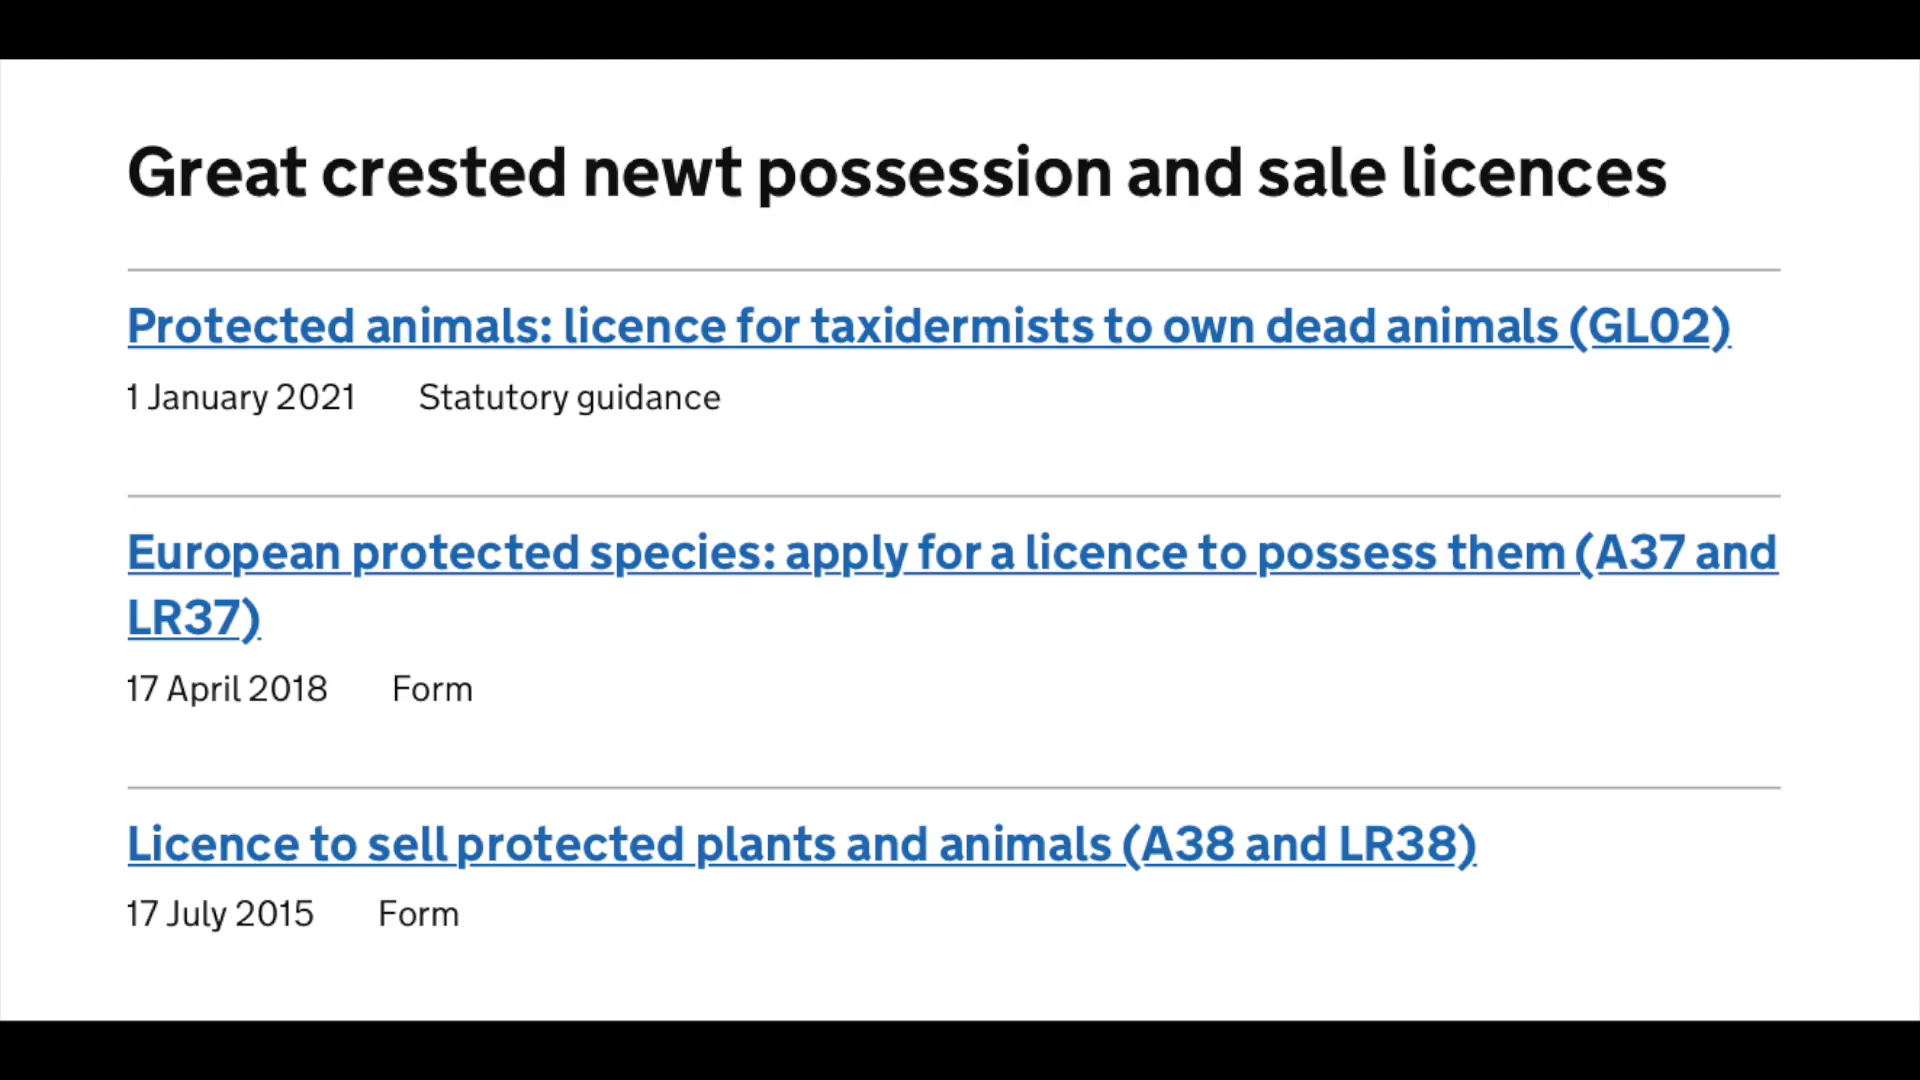 Great crested newt possession and sale licences
Protected animals: licence for taxidermists to own dead animals (GL02)
1 January 2021 Statutory guidance
European protected species: apply for a licence to possess them (A37 and
LR37)
17 April 2018 Form
Licence to sell protected plants and animals (A38 and LR38)
17 July 2015 Form